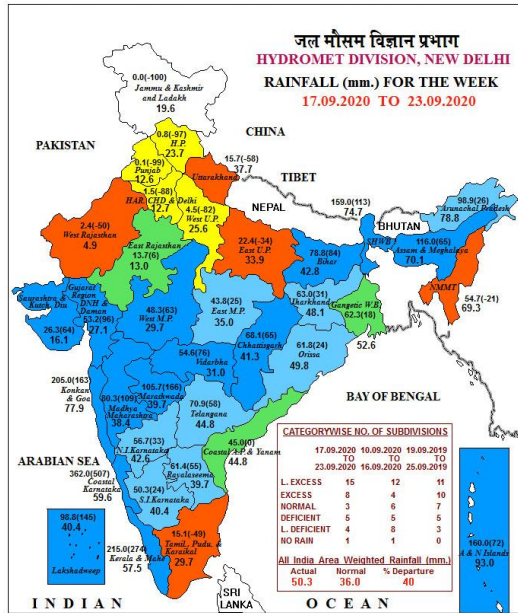 जल मौसम विज्ञान प्रभाग
HYDROMET DIVISION, NEW DELHI
RAINFALL (mm.) FOR THE WEEK
17.09.2020 TO 23.09.2020
0.0(-100)
Jammu & Kashmir
and Ladakh
19.6
PAKISTAN
CHINA
TIBET
NEPAL
BHUTAN
0.8(-97)
H.P.
23.7
0.1(-99)
Punjab
12.6
15.7(-58)
37.7
Uttarakhand
1.5(-88)
HAR. CHD & Delhi
12.7
4.5(-82)
West U.P.
25.6
2.4(-50)
West Rajasthan
4.9
East Rajasthan
13.7(6)
13.0
22.4(-34)
East U.P.
33.9
159.0(113)
74.7
SHWB
98.9(26)
Arunachal Pradesh
78.8
116.0(65)
Assam & Meghalaya
70.1
NMMT
54.7(-21)
69.3
78.8(84)
Bihar
42.8
63.0(31)
Jharkhand
48.1
Gangetic W.B.
62.3(18)
52.6
Gujarat
Region
DNH &
Daman
53.2(96)
27.1
Saurashtra &
Kutch, Diu
26.3(64)
16.1
48.3(63)
West M.P.
29.7
43.8(25)
East M.P.
35.0
68.1(65)
Chhattisgarh
41.3
61.8(24)
Orissa
49.8
54.6(76)
Vidarbha
31.0
205.0(163)
Konkan
& Goa
77.9
80.3(109)
Madhya
Maharashtra
38.4
105.7(166)
Marathwada
39.7
70.9(58)
Telangana
44.8
BAY OF BENGAL
ARABIAN SEA
45.0(0)
Coastal A.P. & Yanam
44.8
56.7(33)
N.I.Karnataka
42.6
61.4(55)
Rayalaseema
39.7
362.0(507)
Coastal
Karnataka
59.6
50.3(24)
S.I.Karnataka
40.4
98.8(145)
40.4
Lakshadweep
215.0(274)
Kerala & Mahe
57.5
15.1(-49)
Tamil, Pudu, &
Karaikal
29.7
160.0(72)
A & N Islands
93.0
SRI
LANKA
INDIAN OCEAN
CATEGORYWISE NO. OF SUBDIVISIONS
17.09.2020 10.09.2020 19.09.2019
TO TO TO
23.09.2020 16.09.2020 25.09.2019
L. EXCESS 15 12 11
EXCESS 8 4 10
NORMAL 3 6 7
DEFICIENT 5 5 5
L. DEFICIENT 4 8 3
NO RAIN 1 1 0
All India Area Weighted Rainfall (mm.)
Actual Normal % Departure
50.3 36.0 40